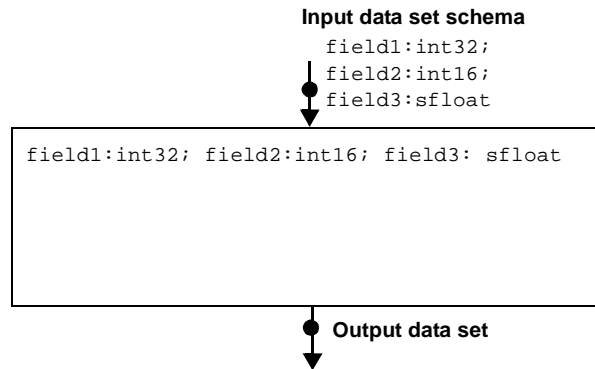 Input data set schema
field1:int32;
field2:int16;
field3:sfloat
field1:int32; field2:int16; field3: sfloat
Output data set